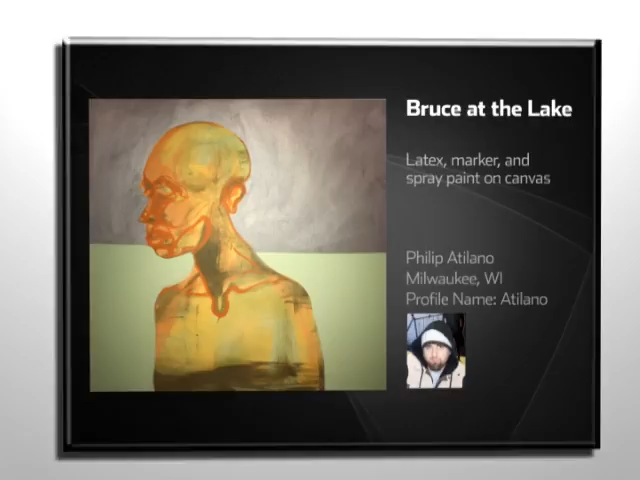 Bruce at the Lake
Latex, marker, and
spray paint on canvas
Philip Atilano
Milwaukee, WI
Profile Name: Atilano